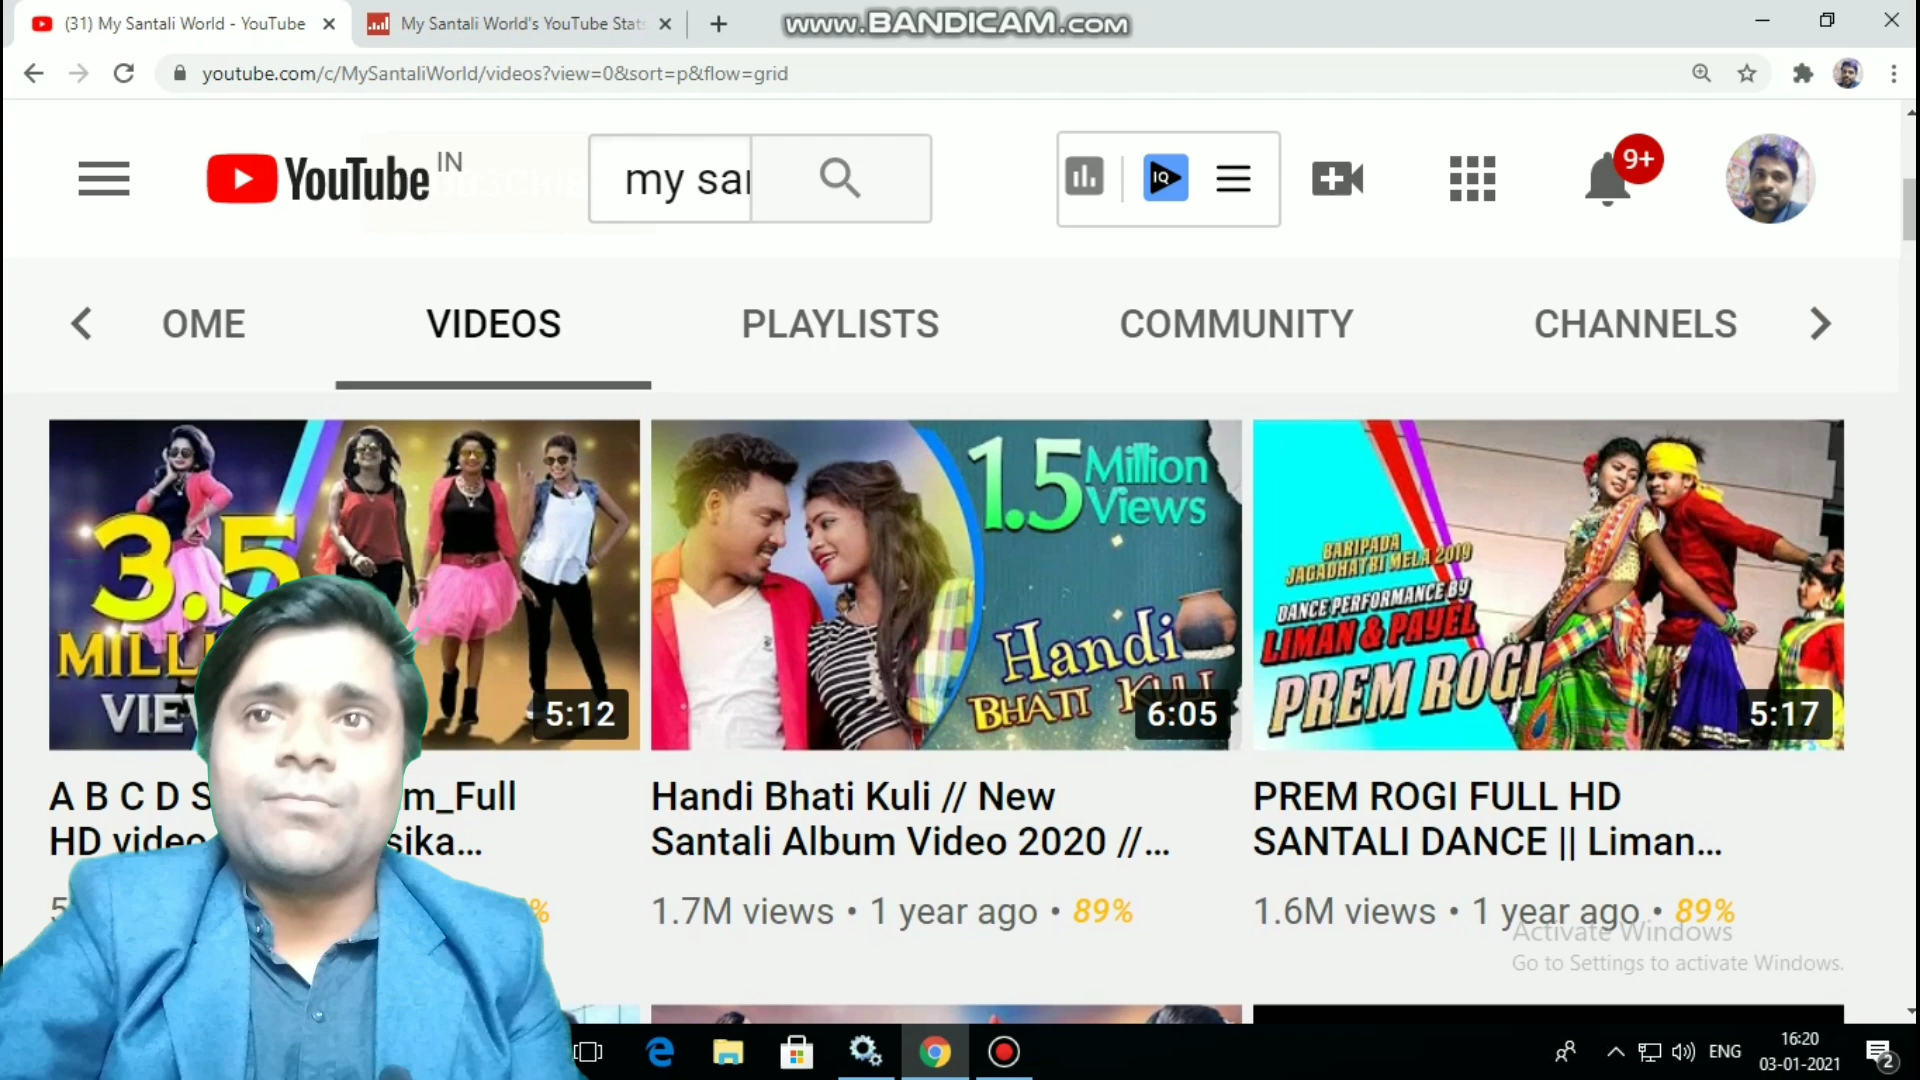 (31) My Santali World - YouTube
My Santali World's YouTube Stats
www.BANDICAM.com
youtube.com/c/MySantaliWorld/videos?view=0&sort=p&flow=grid
YouTube IN
my sa
IQ
9+
OME
VIDEOS
PLAYLISTS
COMMUNITY
CHANNELS
3.5
MILL
VIE
5:12
1.5 Million
Views
Handi
BHATI KULI
6:05
BARIPADA
JAGADHATRI MELA 2019
DANCE PERFORMANCE BY
LIMAN & PAYEL
PREM ROGI
5:17
A B C D S m_Full
HD video sika...
Handi Bhati Kuli // New
Santali Album Video 2020 //...
PREM ROGI FULL HD
SANTALI DANCE || Liman...
5 %
1.7M views • 1 year ago • 89%
1.6M views • 1 year ago • 89%
Activate Windows
Go to Settings to activate Windows.
ENG
16:20
03-01-2021
2